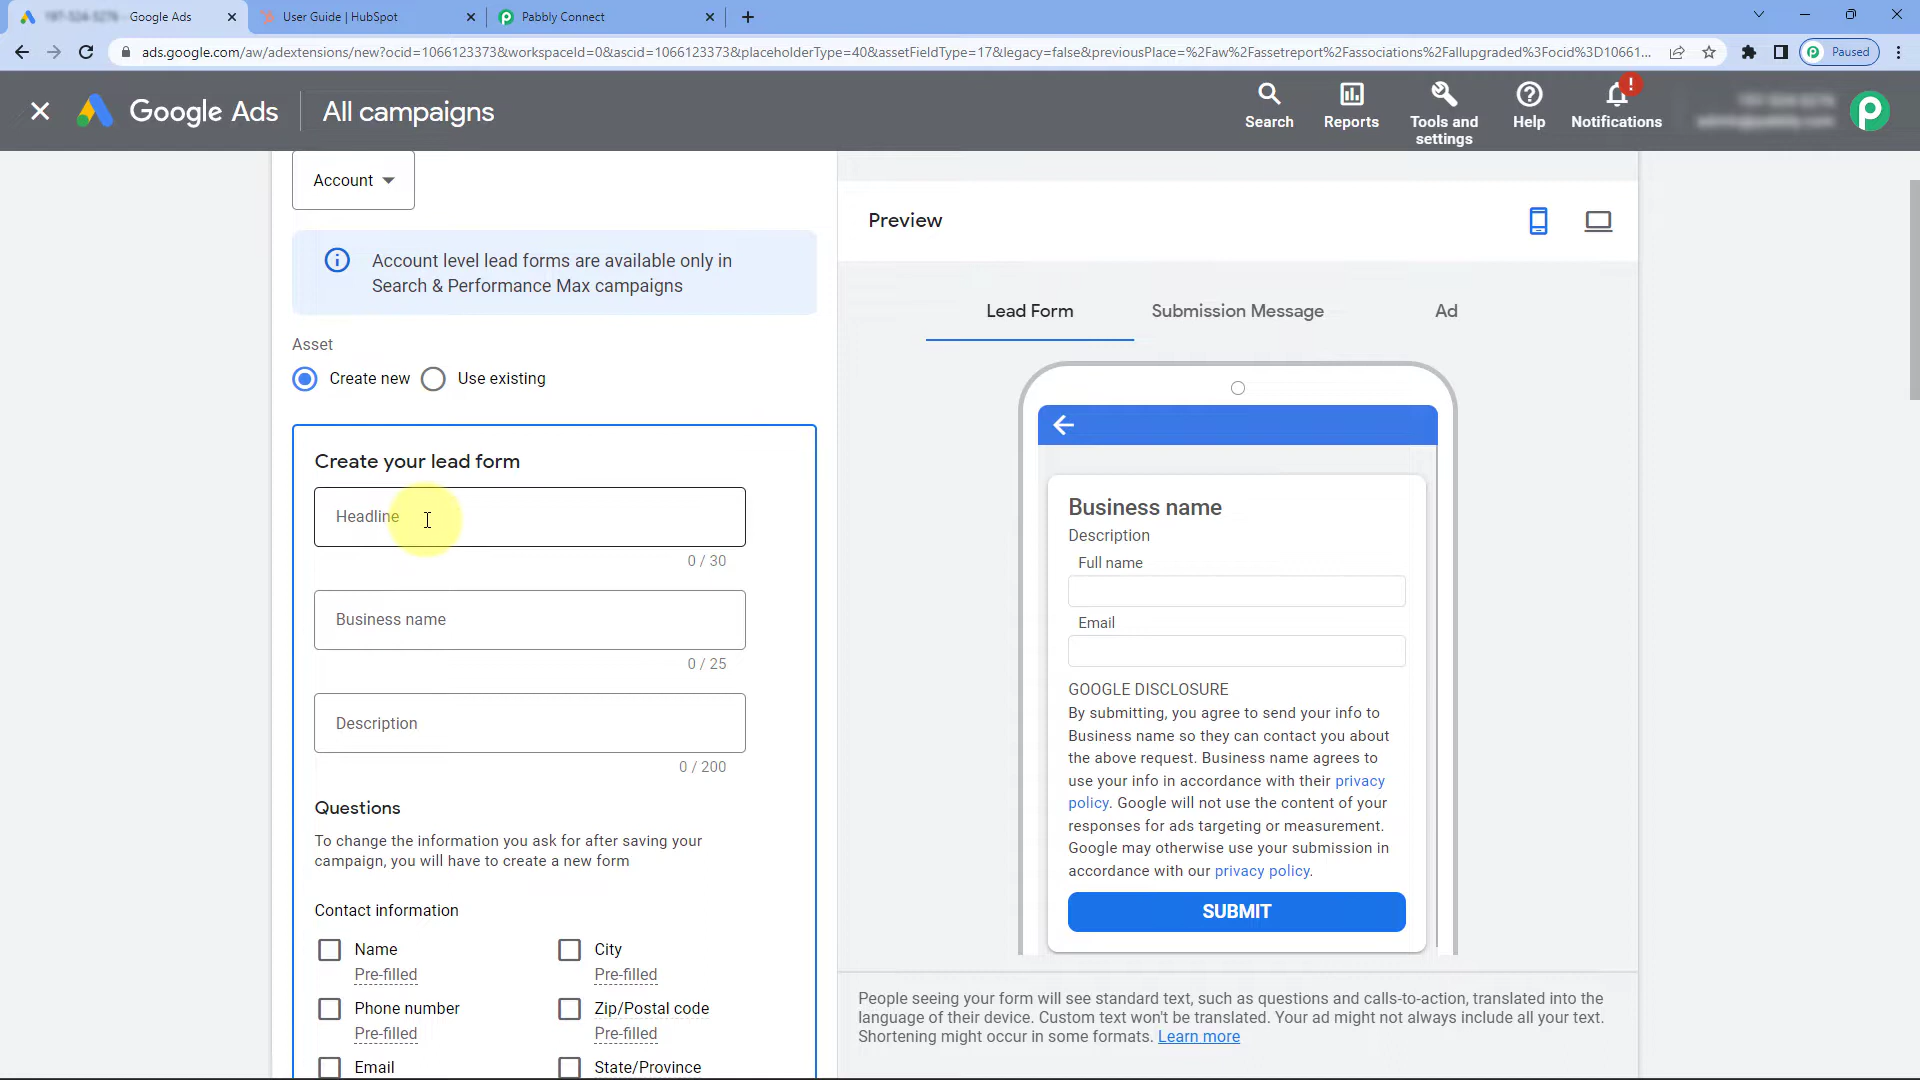 Google Ads
User Guide | HubSpot
Pabbly Connect
ads.google.com/aw/adextensions/new?ocid=1066123373&workspaceId=0&ascid=1066123373&placeholderType=40&assetFieldType=17&legacy=false&previousPlace=%2Faw%2Fassetreport%2Fassociations%2Fallupgraded%3Focid%3D10661...
Paused
Google Ads
All campaigns
Search
Reports
Tools and
settings
Help
Notifications
Account
Account level lead forms are available only in
Search & Performance Max campaigns
Asset
Create new
Use existing
Create your lead form
Headline
0 / 30
Business name
0 / 25
Description
0 / 200
Questions
To change the information you ask for after saving your
campaign, you will have to create a new form
Contact information
Name
Pre-filled
City
Pre-filled
Phone number
Pre-filled
Zip/Postal code
Pre-filled
Email
State/Province
Preview
Lead Form
Submission Message
Ad
Business name
Description
Full name
Email
GOOGLE DISCLOSURE
By submitting, you agree to send your info to
Business name so they can contact you about
the above request. Business name agrees to
use your info in accordance with their privacy
policy. Google will not use the content of your
responses for ads targeting or measurement.
Google may otherwise use your submission in
accordance with our privacy policy.
SUBMIT
People seeing your form will see standard text, such as questions and calls-to-action, translated into the
language of their device. Custom text won't be translated. Your ad might not always include all your text.
Shortening might occur in some formats. Learn more